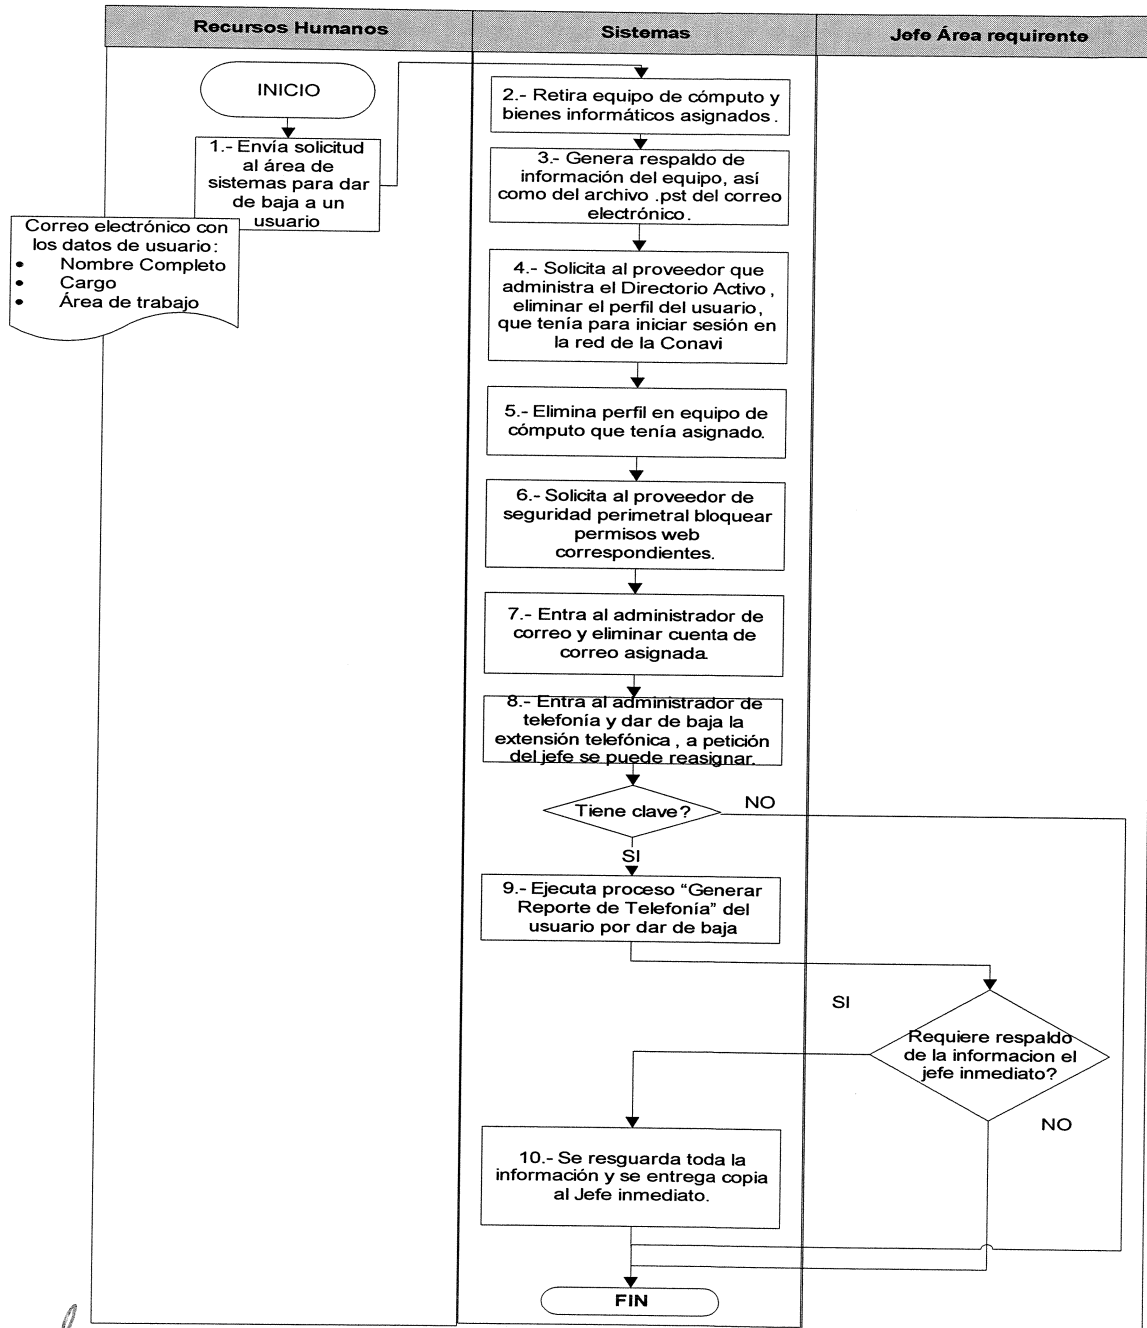 Recursos Humanos
Sistemas
Jefe Área requirente
INICIO
1.- Envía solicitud
al área de
sistemas para dar
de baja a un
usuario
Correo electrónico con
los datos de usuario:
• Nombre Completo
• Cargo
• Área de trabajo
2.- Retira equipo de cómputo y
bienes informáticos asignados.
3.- Genera respaldo de
información del equipo, así
como del archivo .pst del correo
electrónico.
4.- Solicita al proveedor que
administra el Directorio Activo,
eliminar el perfil del usuario,
que tenía para iniciar sesión en
la red de la Conavi
5.- Elimina perfil en equipo de
cómputo que tenía asignado.
6.- Solicita al proveedor de
seguridad perimetral bloquear
permisos web
correspondientes.
7.- Entra al administrador de
correo y eliminar cuenta de
correo asignada.
8.- Entra al administrador de
telefonía y dar de baja la
extensión telefónica, a petición
del jefe se puede reasignar.
Tiene clave?
NO
SI
9.- Ejecuta proceso “Generar
Reporte de Telefonía” del
usuario por dar de baja
SI
Requiere respaldo
de la informacion el
jefe inmediato?
NO
10.- Se resguarda toda la
información y se entrega copia
al Jefe inmediato.
FIN